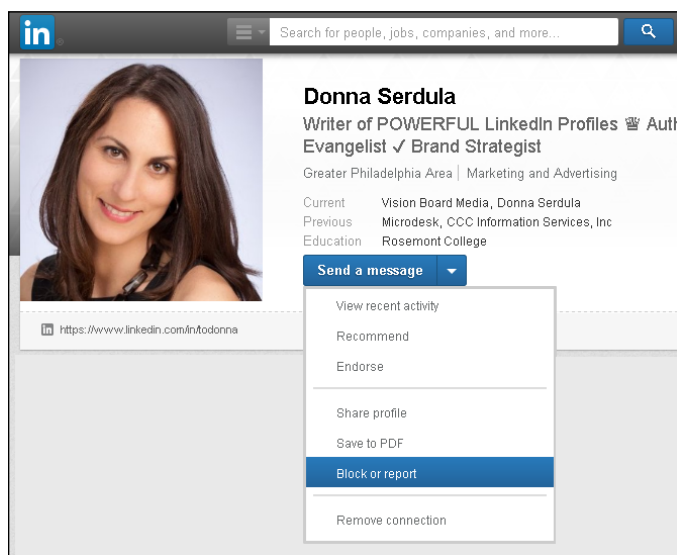 in
Search for people, jobs, companies, and more...
Donna Serdula
Writer of POWERFUL LinkedIn Profiles ♕ Auth
Evangelist ✓ Brand Strategist
Greater Philadelphia Area | Marketing and Advertising
Current Vision Board Media, Donna Serdula
Previous Microdesk, CCC Information Services, Inc
Education Rosemont College
Send a message
View recent activity
in https://www.linkedin.com/in/todonna
Recommend
Endorse
Share profile
Save to PDF
Block or report
Remove connection